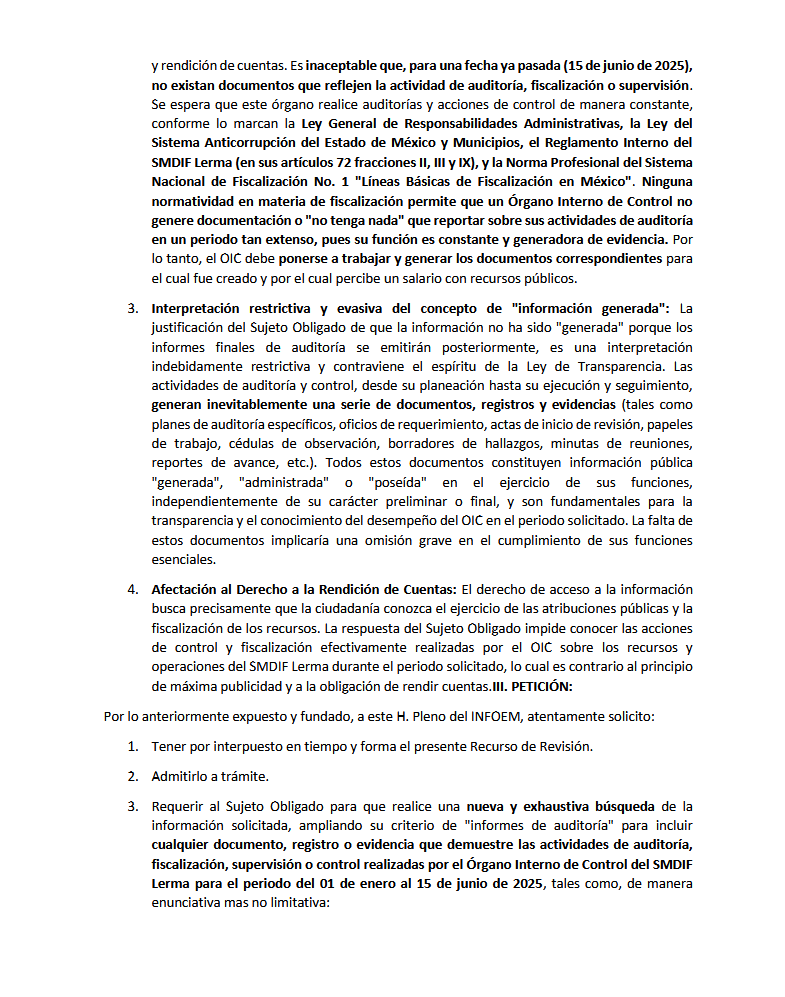 y rendición de cuentas. Es inaceptable que, para una fecha ya pasada (15 de junio de 2025),
no existan documentos que reflejen la actividad de auditoría, fiscalización o supervisión.
Se espera que este órgano realice auditorías y acciones de control de manera constante,
conforme lo marcan la Ley General de Responsabilidades Administrativas, la Ley del
Sistema Anticorrupción del Estado de México y Municipios, el Reglamento Interno del
SMDIF Lerma (en sus artículos 72 fracciones II, III y IX), y la Norma Profesional del Sistema
Nacional de Fiscalización No. 1 "Líneas Básicas de Fiscalización en México". Ninguna
normatividad en materia de fiscalización permite que un Órgano Interno de Control no
genere documentación o "no tenga nada" que reportar sobre sus actividades de auditoría
en un periodo tan extenso, pues su función es constante y generadora de evidencia. Por
lo tanto, el OIC debe ponerse a trabajar y generar los documentos correspondientes para
el cual fue creado y por el cual percibe un salario con recursos públicos.
3. Interpretación restrictiva y evasiva del concepto de "información generada": La
justificación del Sujeto Obligado de que la información no ha sido "generada" porque los
informes finales de auditoría se emitirán posteriormente, es una interpretación
indebidamente restrictiva y contraviene el espíritu de la Ley de Transparencia. Las
actividades de auditoría y control, desde su planeación hasta su ejecución y seguimiento,
generan inevitablemente una serie de documentos, registros y evidencias (tales como
planes de auditoría específicos, oficios de requerimiento, actas de inicio de revisión, papeles
de trabajo, cédulas de observación, borradores de hallazgos, minutas de reuniones,
reportes de avance, etc.). Todos estos documentos constituyen información pública
"generada", "administrada" o "poseída" en el ejercicio de sus funciones,
independientemente de su carácter preliminar o final, y son fundamentales para la
transparencia y el conocimiento del desempeño del OIC en el periodo solicitado. La falta de
estos documentos implicaría una omisión grave en el cumplimiento de sus funciones
esenciales.
4. Afectación al Derecho a la Rendición de Cuentas: El derecho de acceso a la información
busca precisamente que la ciudadanía conozca el ejercicio de las atribuciones públicas y la
fiscalización de los recursos. La respuesta del Sujeto Obligado impide conocer las acciones
de control y fiscalización efectivamente realizadas por el OIC sobre los recursos y
operaciones del SMDIF Lerma durante el periodo solicitado, lo cual es contrario al principio
de máxima publicidad y a la obligación de rendir cuentas.III. PETICIÓN:
Por lo anteriormente expuesto y fundado, a este H. Pleno del INFOEM, atentamente solicito:
1. Tener por interpuesto en tiempo y forma el presente Recurso de Revisión.
2. Admitirlo a trámite.
3. Requerir al Sujeto Obligado para que realice una nueva y exhaustiva búsqueda de la
información solicitada, ampliando su criterio de "informes de auditoría" para incluir
cualquier documento, registro o evidencia que demuestre las actividades de auditoría,
fiscalización, supervisión o control realizadas por el Órgano Interno de Control del SMDIF
Lerma para el periodo del 01 de enero al 15 de junio de 2025, tales como, de manera
enunciativa mas no limitativa: